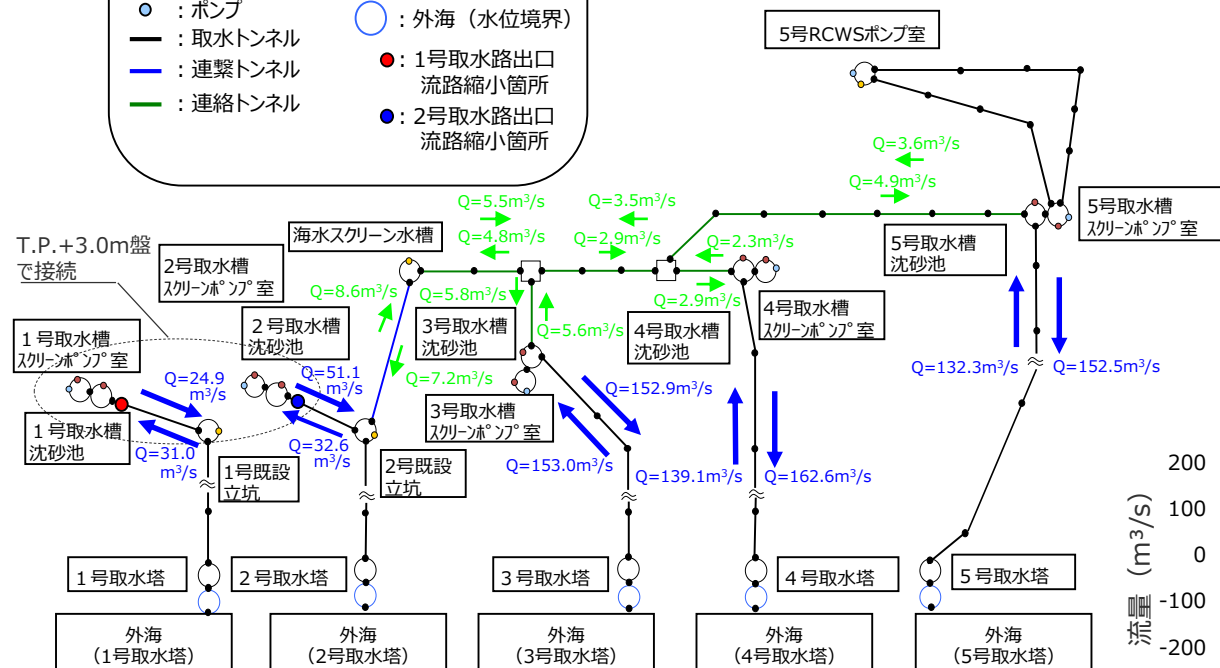 ：ポンプ
：取水トンネル
：連繋トンネル
：連絡トンネル
：外海（水位境界）
：1号取水路出口
流路縮小箇所
：2号取水路出口
流路縮小箇所
5号RCWSポンプ室
Q=3.6m³/s
Q=4.9m³/s
Q=5.5m³/s
Q=3.5m³/s
Q=4.8m³/s
Q=2.9m³/s
Q=2.3m³/s
5号取水槽
スクリーンポンプ室
5号取水槽
沈砂池
海水スクリーン水槽
T.P.+3.0m盤
で接続
2号取水槽
スクリーンポンプ室
Q=8.6m³/s
Q=5.8m³/s
Q=2.9m³/s
4号取水槽
スクリーンポンプ室
2号取水槽
沈砂池
3号取水槽
沈砂池
Q=5.6m³/s
4号取水槽
沈砂池
1号取水槽
スクリーンポンプ室
Q=24.9
m³/s
Q=51.1
m³/s
Q=7.2m³/s
Q=152.9m³/s
Q=132.3m³/s
Q=152.5m³/s
3号取水槽
スクリーンポンプ室
1号取水槽
沈砂池
Q=31.0
m³/s
Q=32.6
m³/s
1号既設
立坑
2号既設
立坑
Q=153.0m³/s
Q=139.1m³/s
Q=162.6m³/s
200
100
0
-100
-200
流量（m³/s）
1号取水塔
2号取水塔
3号取水塔
4号取水塔
5号取水塔
外海
（1号取水塔）
外海
（2号取水塔）
外海
（3号取水塔）
外海
（4号取水塔）
外海
（5号取水塔）